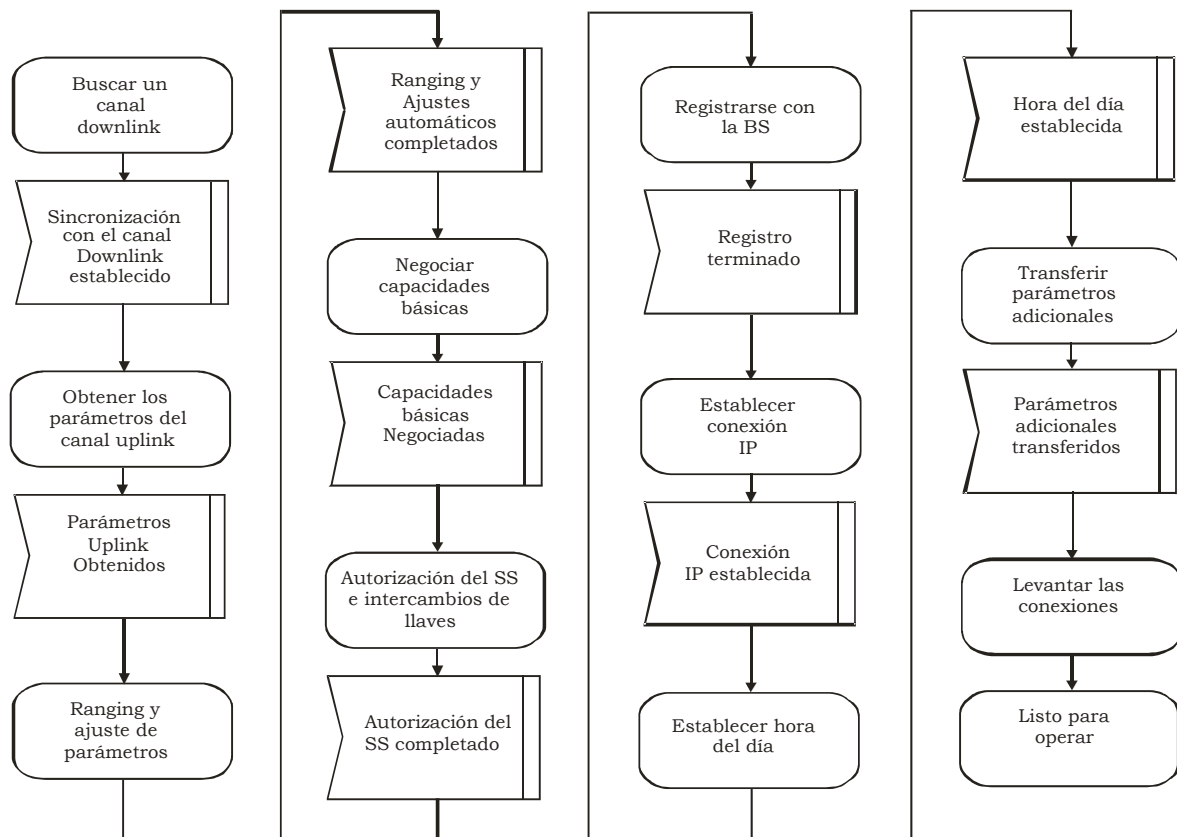 Buscar un
canal
downlink
Sincronización
con el canal
Downlink
establecido
Obtener los
parámetros del
canal uplink
Parámetros
Uplink
Obtenidos
Ranging y
ajuste de
parámetros
Ranging y
Ajustes
automáticos
completados
Negociar
capacidades
básicas
Capacidades
básicas
Negociadas
Autorización del SS
e intercambios de
llaves
Autorización del
SS completado
Registrarse con
la BS
Registro
terminado
Establecer
conexión
IP
Conexión
IP establecida
Establecer hora
del día
Hora del día
establecida
Transferir
parámetros
adicionales
Parámetros
adicionales
transferidos
Levantar las
conexiones
Listo para
operar